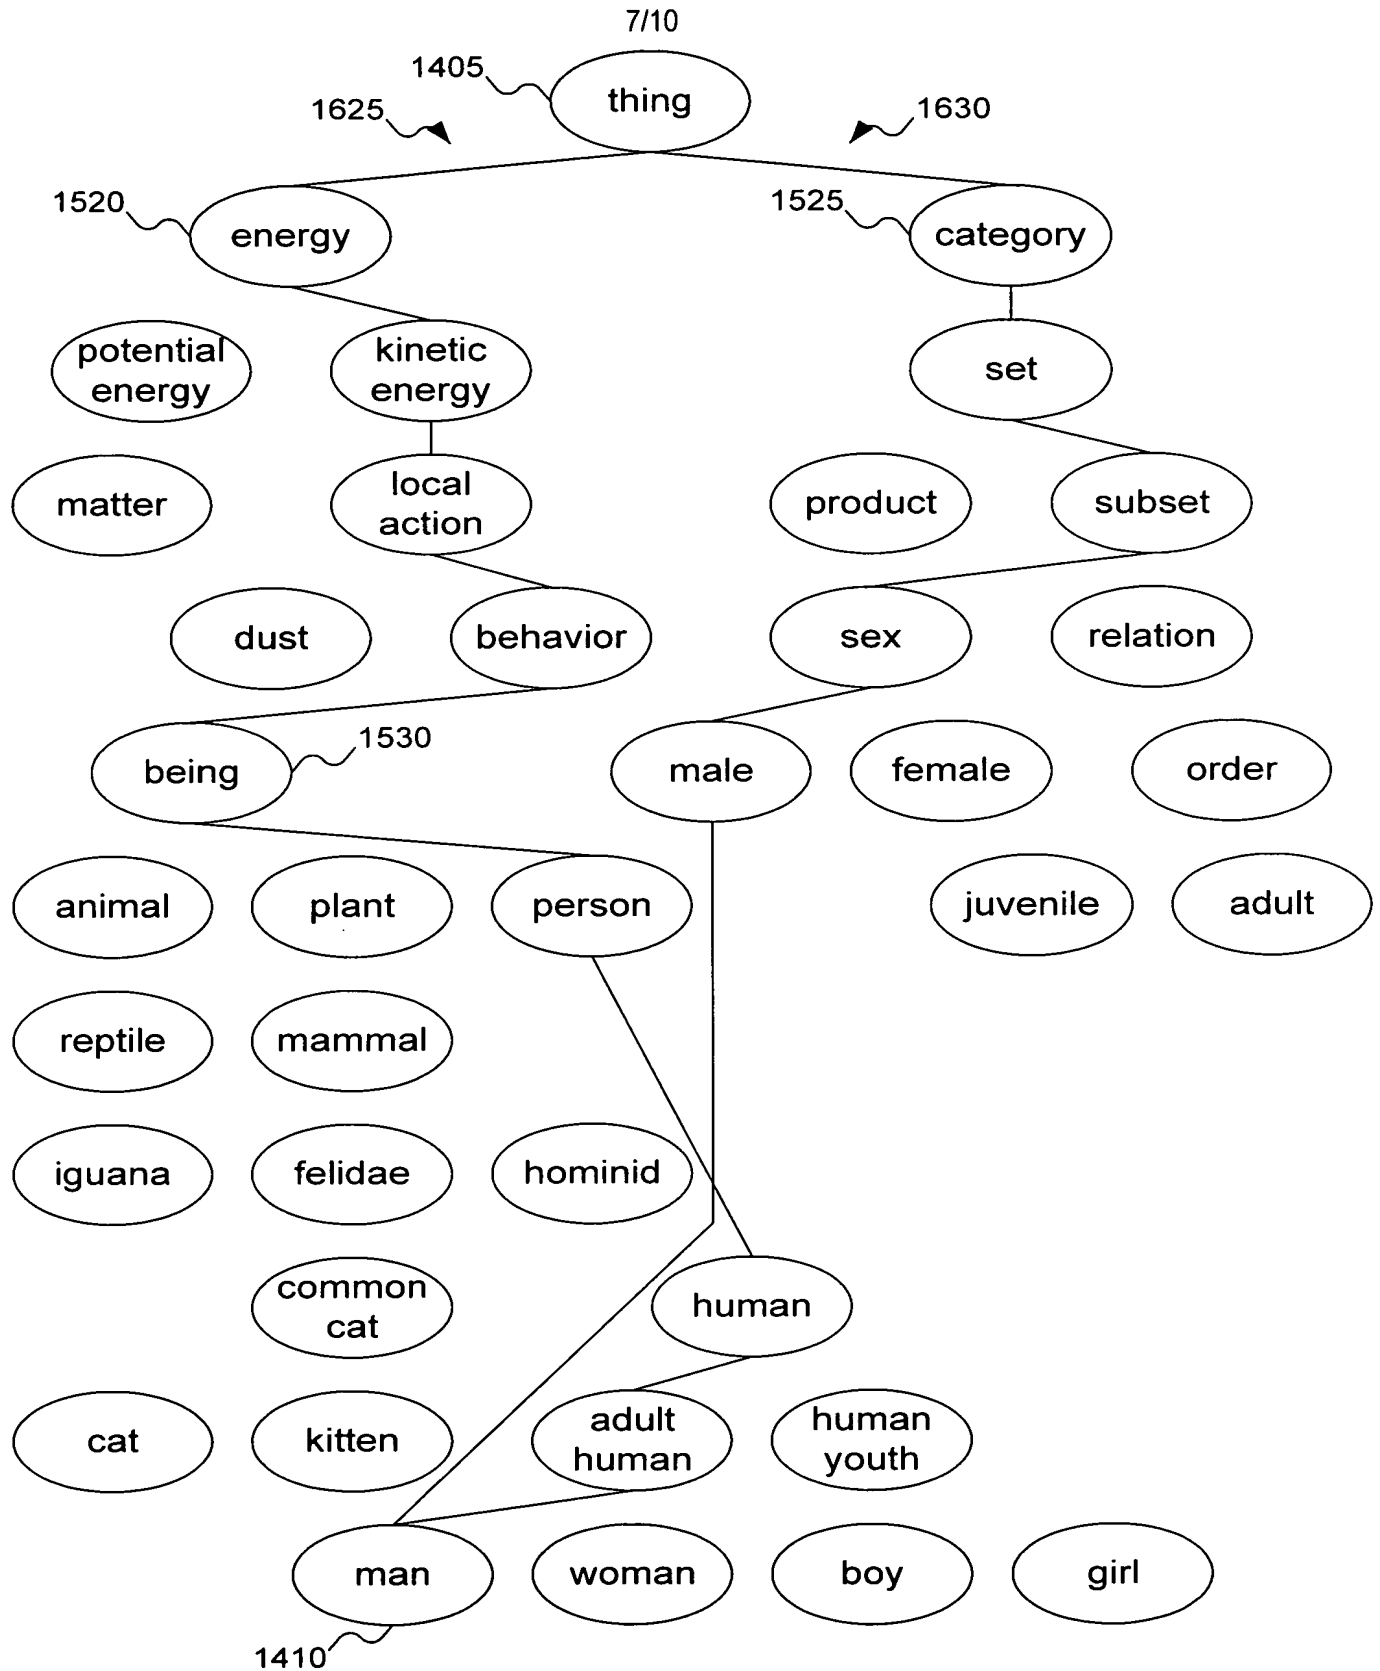 7/10
1405
thing
1625
1630
1520
energy
1525
category
potential
energy
kinetic
energy
set
matter
local
action
product
subset
dust
behavior
sex
relation
being
1530
male
female
order
animal
plant
person
juvenile
adult
reptile
mammal
iguana
felidae
hominid
common
cat
human
cat
kitten
adult
human
human
youth
man
woman
boy
girl
1410